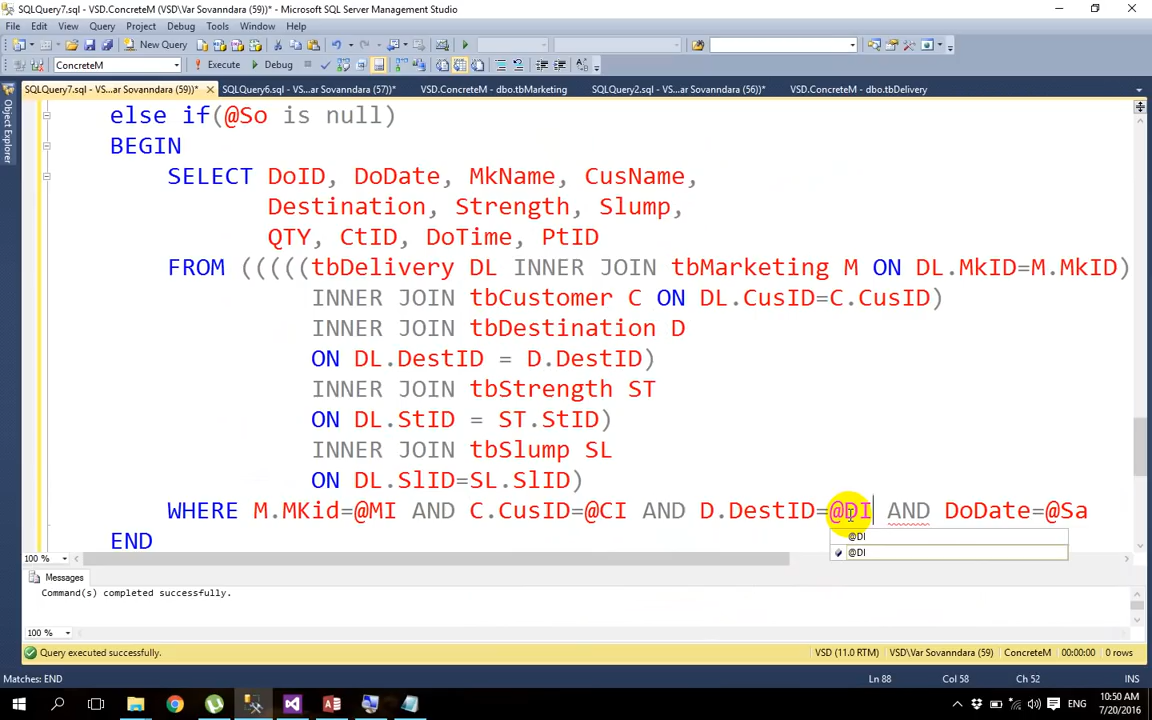 SQLQuery7.sql - VSD.ConcreteM (VSD\Var Sovanndara (59))* - Microsoft SQL Server Management Studio
File Edit View Query Project Debug Tools Window Help
New Query
ConcreteM Execute Debug
SQLQuery7.sql - VS...ar Sovanndara (59))* SQLQuery6.sql - VS...ar Sovanndara (57))* VSD.ConcreteM - dbo.tbMarketing SQLQuery2.sql - VS...ar Sovanndara (56))* VSD.ConcreteM - dbo.tbDelivery
Object Explorer
else if(@So is null)
BEGIN
SELECT DoID, DoDate, MkName, CusName,
Destination, Strength, Slump,
QTY, CtID, DoTime, PtID
FROM (((((tbDelivery DL INNER JOIN tbMarketing M ON DL.MkID=M.MkID)
INNER JOIN tbCustomer C ON DL.CusID=C.CusID)
INNER JOIN tbDestination D
ON DL.DestID = D.DestID)
INNER JOIN tbStrength ST
ON DL.StID = ST.StID)
INNER JOIN tbSlump SL
ON DL.SlID=SL.SlID)
WHERE M.MKid=@MI AND C.CusID=@CI AND D.DestID=@DI AND DoDate=@Sa
@DI
@DI
END
100 %
Messages
Command(s) completed successfully.
100 %
Query executed successfully. VSD (11.0 RTM) VSD\Var Sovanndara (59) ConcreteM 00:00:00 0 rows
Matches: END Ln 88 Col 58 Ch 52 INS
ENG 10:50 AM
7/20/2016